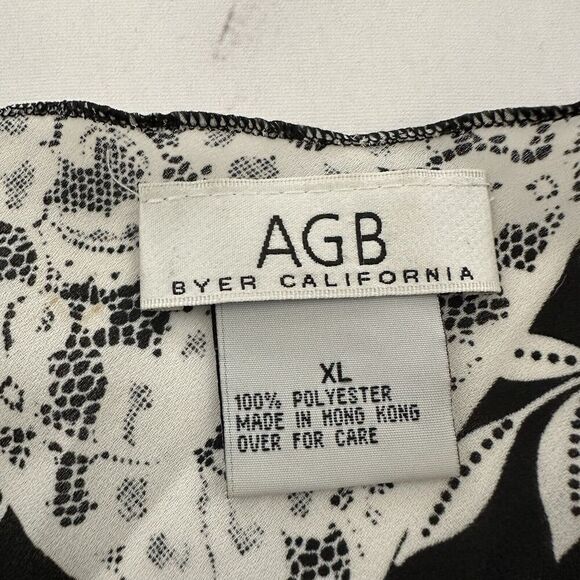 AGB
BYER CALIFORNIA
XL
100% POLYESTER
MADE IN HONG KONG
OVER FOR CARE